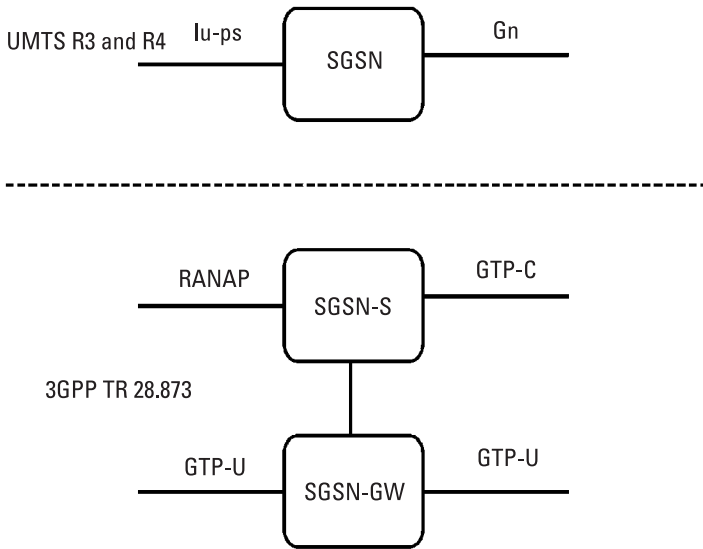 UMTS R3 and R4
Iu-ps
SGSN
Gn
RANAP
SGSN-S
GTP-C
3GPP TR 28.873
GTP-U
SGSN-GW
GTP-U